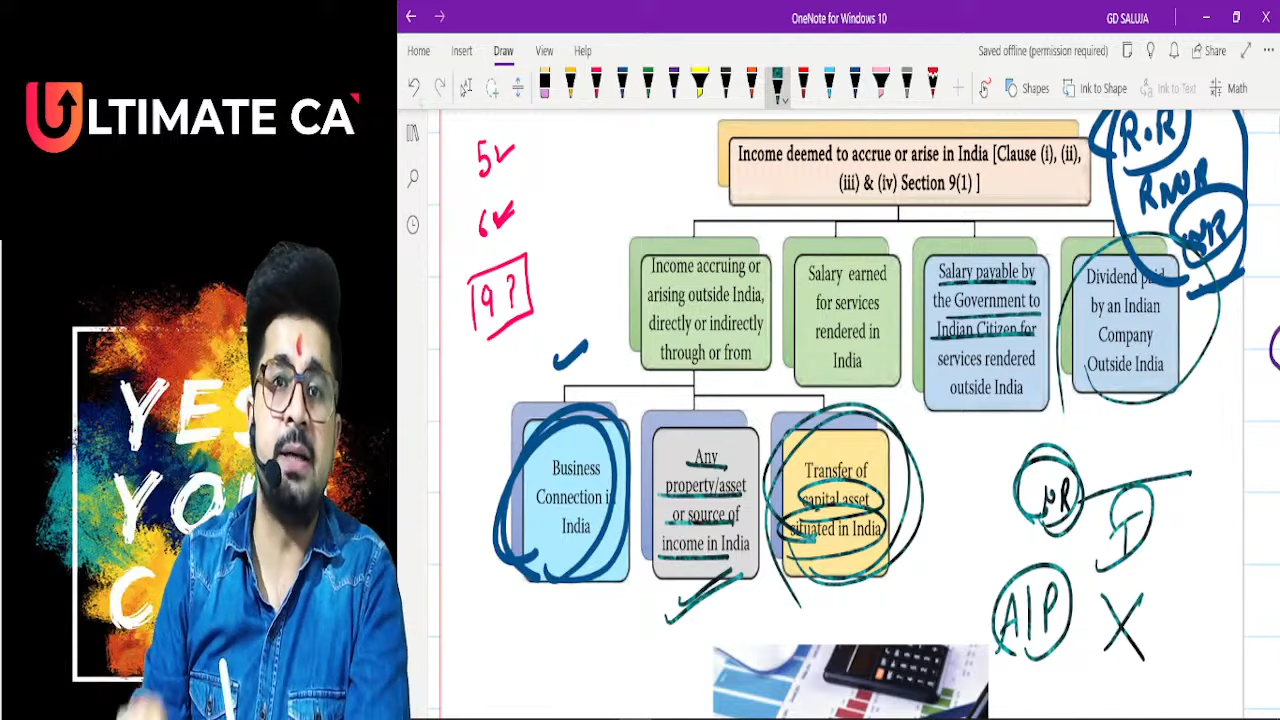 OneNote for Windows 10
GD SALUJA
Home Insert Draw View Help
Saved offline (permission required)
Share
Shapes
Ink to Shape
Ink to Text
Math
ULTIMATE CA
YES
YOU
C
5
6
9 ?
Income deemed to accrue or arise in India [Clause (i), (ii),
(iii) & (iv) Section 9(1) ]
R.R
RNOR
NR
Income accruing or
arising outside India,
directly or indirectly
through or from
Salary earned
for services
rendered in
India
Salary payable by
the Government to
Indian Citizen for
services rendered
outside India
Dividend paid
by an Indian
Company
Outside India
Business
Connection in
India
Any
property/asset
or source of
income in India
Transfer of
capital asset
situated in India
NR
I
D
A|P
X